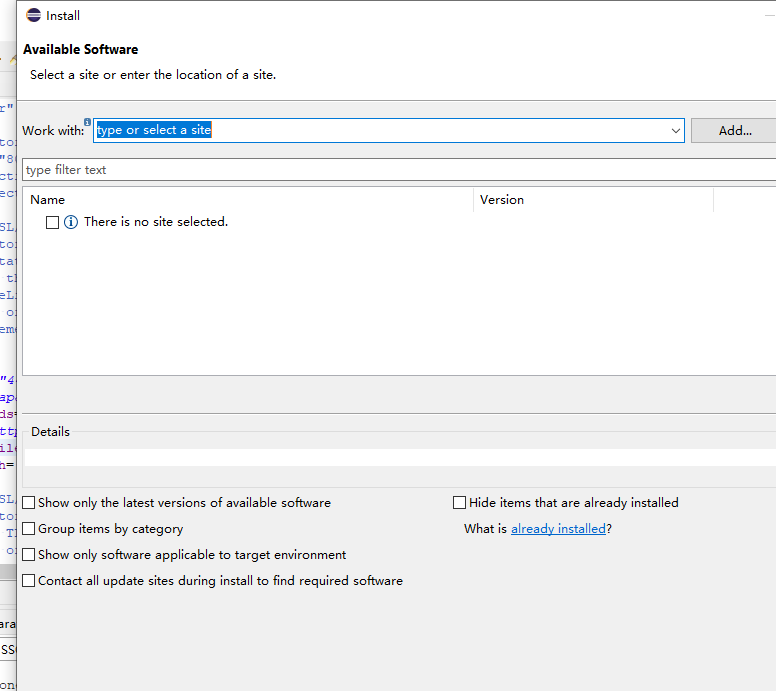 Install
Available Software
Select a site or enter the location of a site.
Work with:
type or select a site
Add...
type filter text
Name
Version
There is no site selected.
Details
Show only the latest versions of available software
Hide items that are already installed
Group items by category
What is already installed?
Show only software applicable to target environment
Contact all update sites during install to find required software